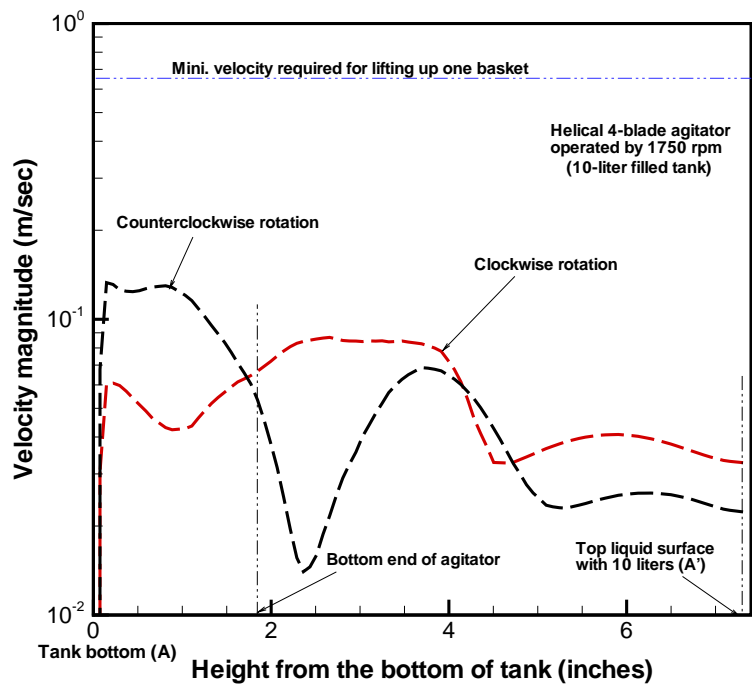 10⁰
Mini. velocity required for lifting up one basket
Helical 4-blade agitator
operated by 1750 rpm
(10-liter filled tank)
Counterclockwise rotation
Clockwise rotation
Velocity magnitude (m/sec)
10⁻¹
Bottom end of agitator
Top liquid surface
with 10 liters (A')
10⁻²
0
2
4
6
Tank bottom (A)
Height from the bottom of tank (inches)